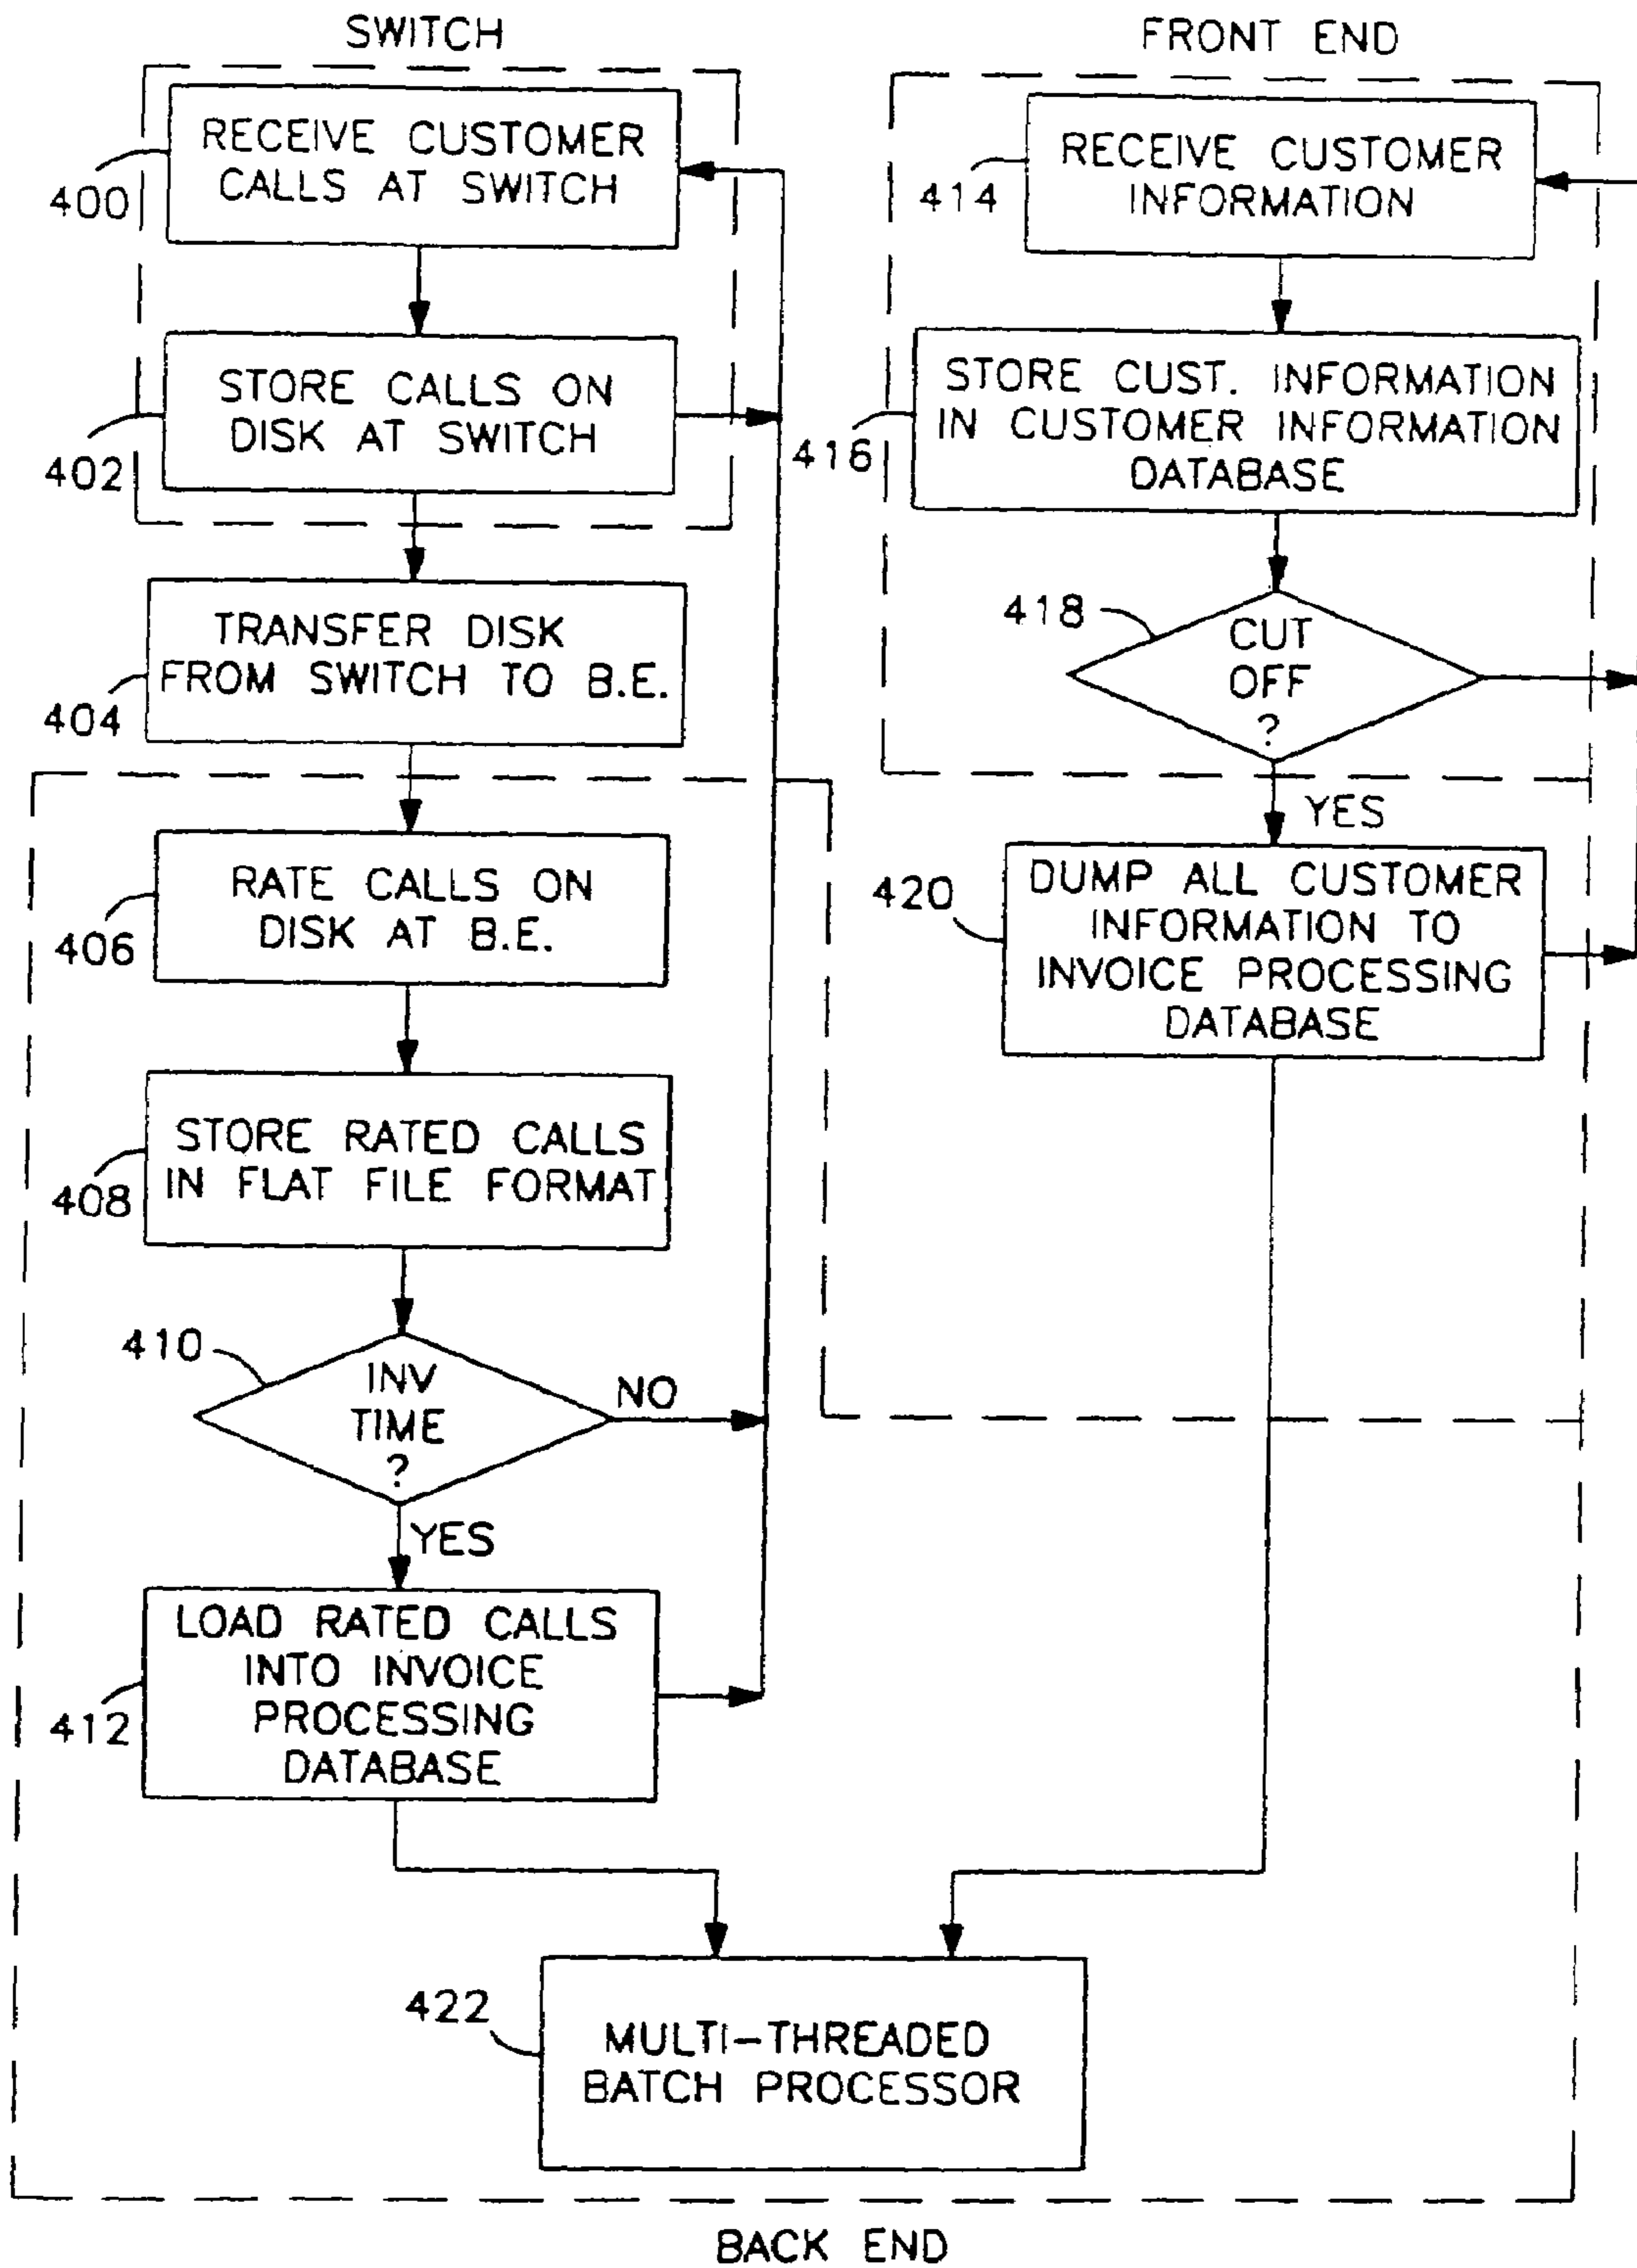 SWITCH
RECEIVE CUSTOMER
CALLS AT SWITCH
400
STORE CALLS ON
DISK AT SWITCH
402
TRANSFER DISK
FROM SWITCH TO B.E.
404
RATE CALLS ON
DISK AT B.E.
406
STORE RATED CALLS
IN FLAT FILE FORMAT
408
410
INV
TIME
?
NO
YES
LOAD RATED CALLS
INTO INVOICE
PROCESSING
DATABASE
412
FRONT END
RECEIVE CUSTOMER
INFORMATION
414
STORE CUST. INFORMATION
IN CUSTOMER INFORMATION
DATABASE
416
418
CUT
OFF
?
YES
DUMP ALL CUSTOMER
INFORMATION TO
INVOICE PROCESSING
DATABASE
420
422
MULTI-THREADED
BATCH PROCESSOR
BACK END